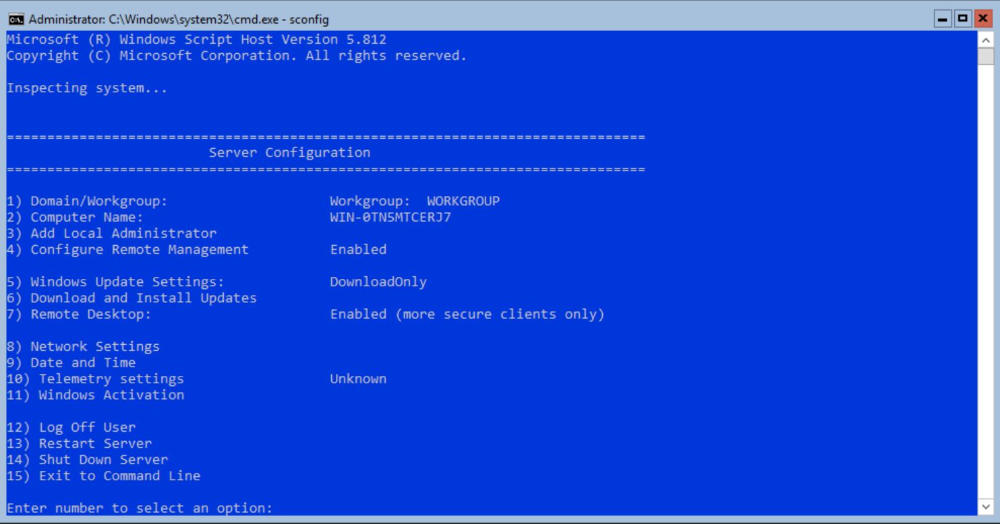 Administrator: C:\Windows\system32\cmd.exe - sconfig
Microsoft (R) Windows Script Host Version 5.812
Copyright (C) Microsoft Corporation. All rights reserved.
Inspecting system...
===============================================================================
Server Configuration
===============================================================================
1) Domain/Workgroup: Workgroup: WORKGROUP
2) Computer Name: WIN-0TN5MTCERJ7
3) Add Local Administrator
4) Configure Remote Management Enabled
5) Windows Update Settings: DownloadOnly
6) Download and Install Updates
7) Remote Desktop: Enabled (more secure clients only)
8) Network Settings
9) Date and Time
10) Telemetry settings Unknown
11) Windows Activation
12) Log Off User
13) Restart Server
14) Shut Down Server
15) Exit to Command Line
Enter number to select an option: